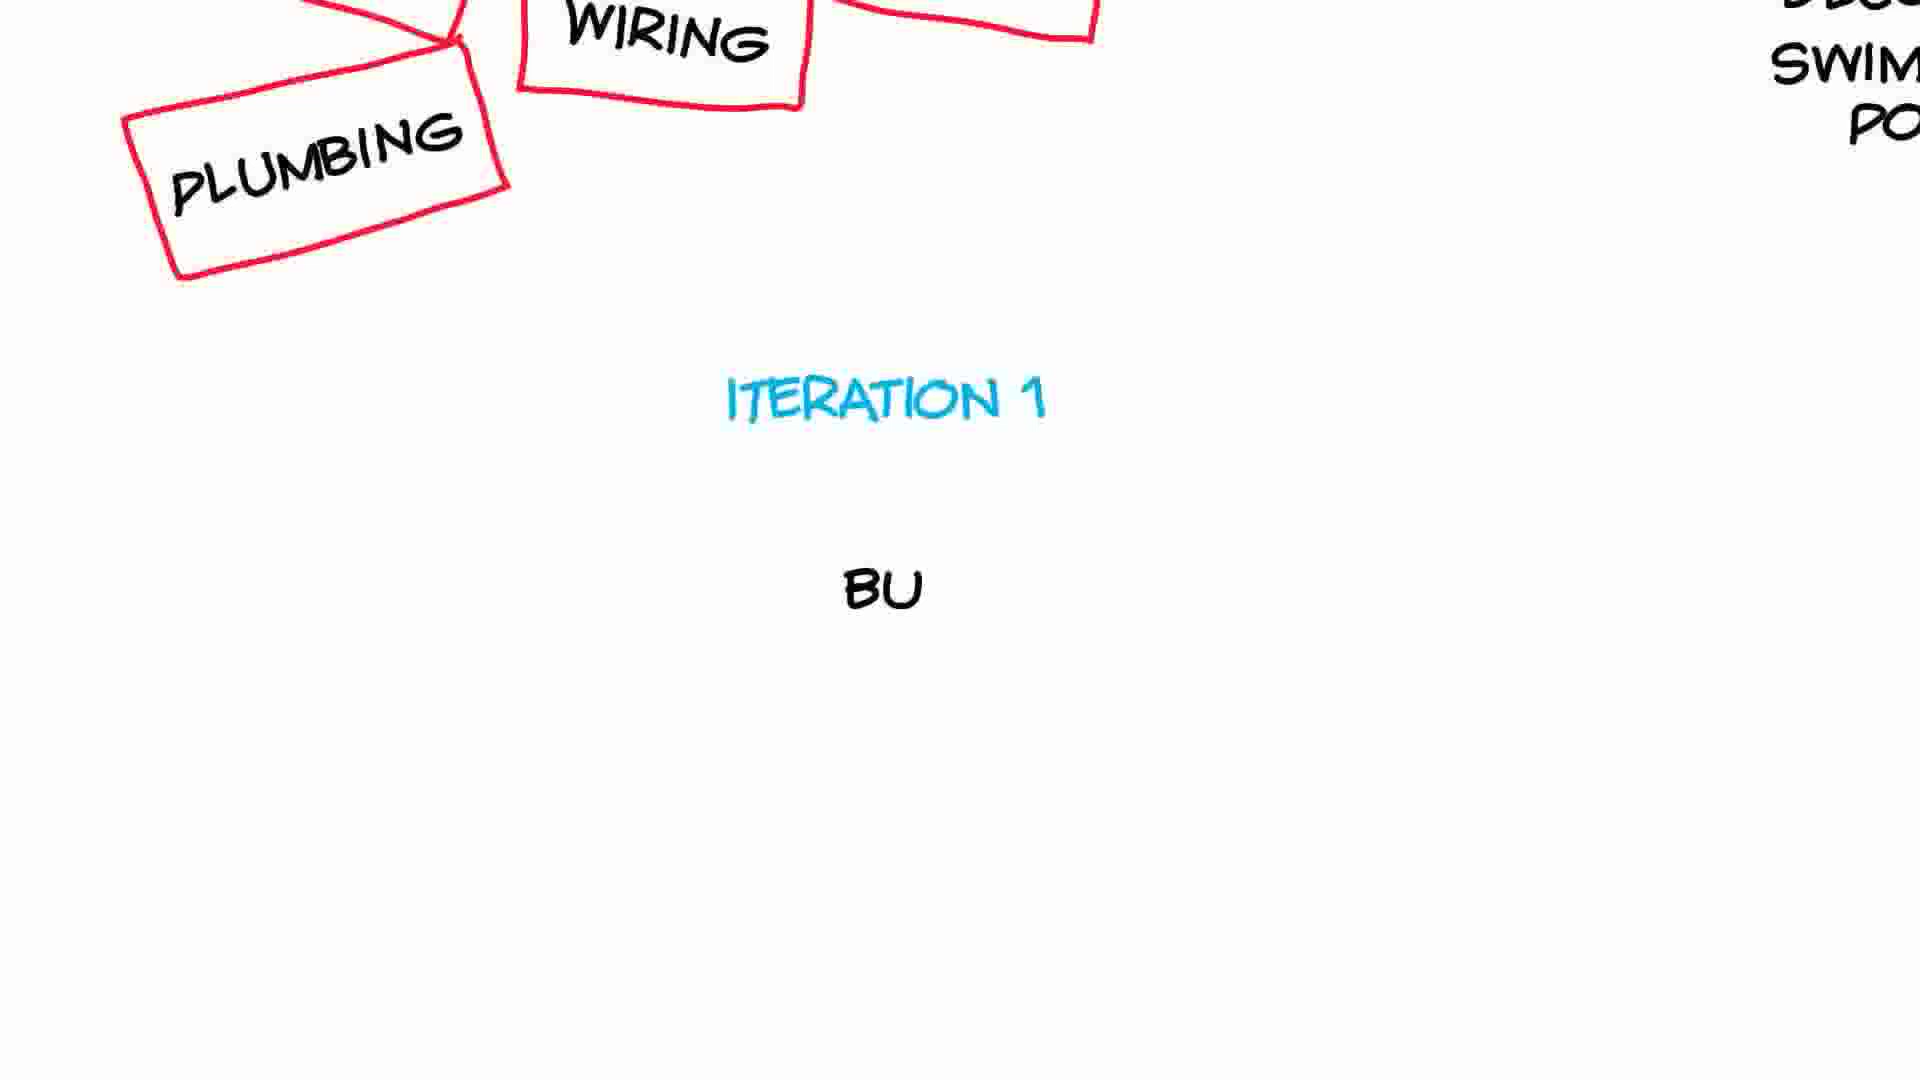 WIRING
PLUMBING
SWIM
PO
ITERATION 1
BU